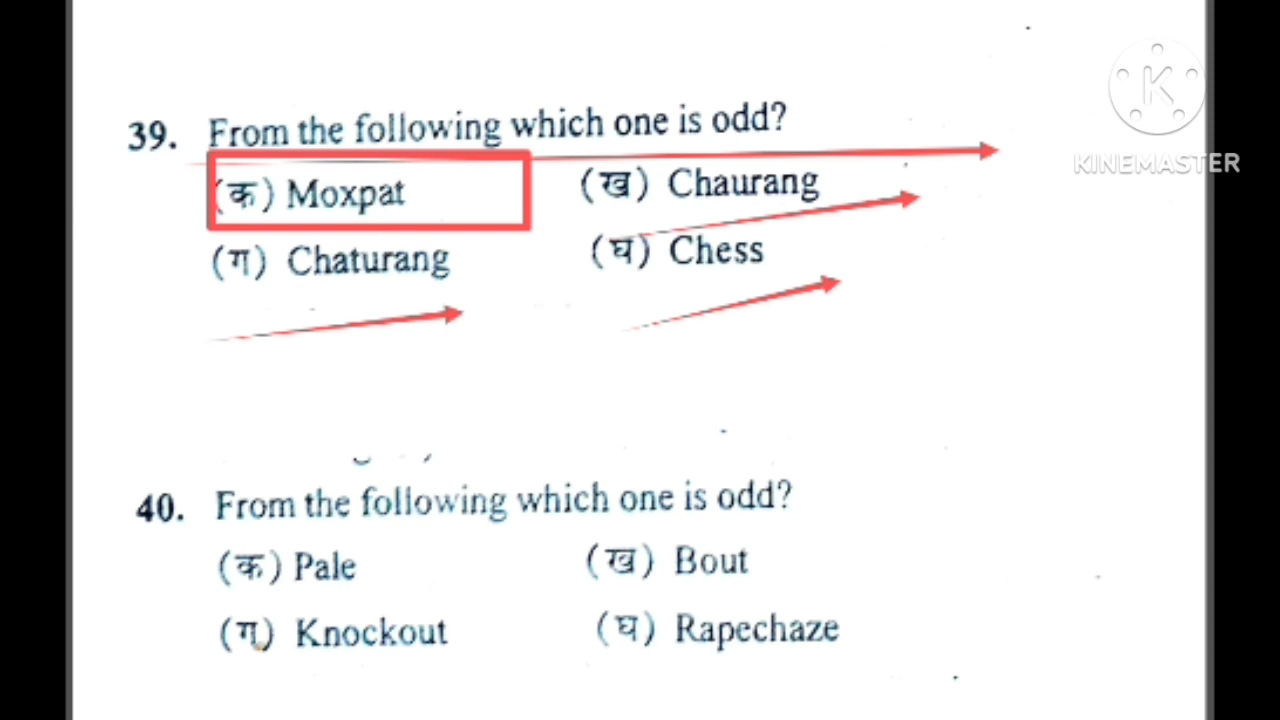 39. From the following which one is odd?
(क) Moxpat (ख) Chaurang
(ग) Chaturang (घ) Chess
40. From the following which one is odd?
(क) Pale (ख) Bout
(ग) Knockout (घ) Rapechaze
KINEMASTER